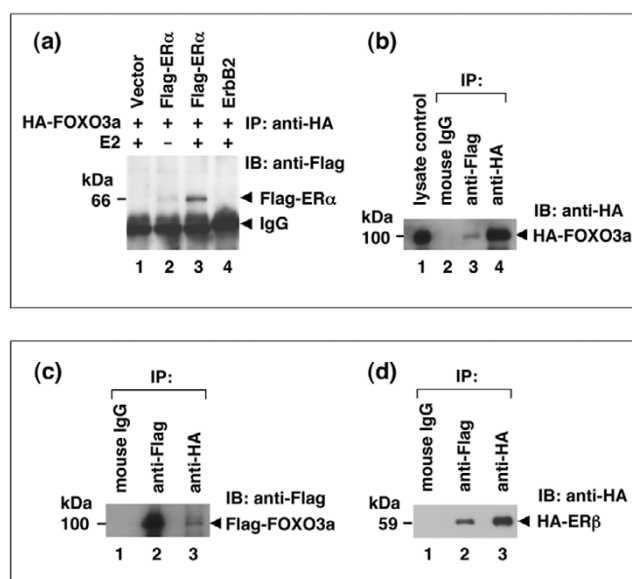 (a)
Vector
Flag-ERα
Flag-ERα
ErbB2
HA-FOXO3a + + + + IP: anti-HA
E2 + – + +
IB: anti-Flag
kDa
66
Flag-ERα
IgG
1 2 3 4
(b)
IP:
lysate control
mouse IgG
anti-Flag
anti-HA
kDa
IB: anti-HA
100
HA-FOXO3a
1 2 3 4
(c)
IP:
mouse IgG
anti-Flag
anti-HA
kDa
IB: anti-Flag
100
Flag-FOXO3a
1 2 3
(d)
IP:
mouse IgG
anti-Flag
anti-HA
kDa
IB: anti-HA
59
HA-ERβ
1 2 3